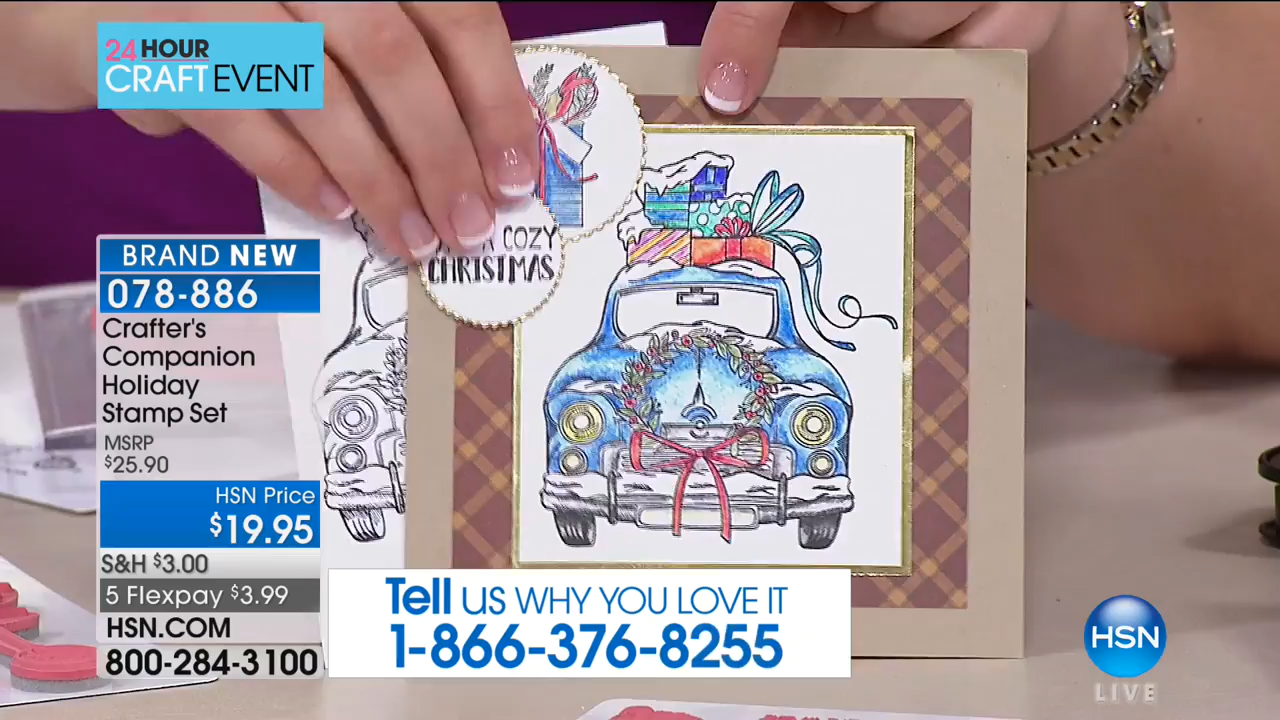 24 HOUR
CRAFT EVENT
BRAND NEW
078-886
Crafter's
Companion
Holiday
Stamp Set
MSRP
$25.90
HSN Price
$19.95
S&H $3.00
5 Flexpay $3.99
HSN.COM
800-284-3100
A COZY
CHRISTMAS
Tell us WHY YOU LOVE IT
1-866-376-8255
HSN
LIVE